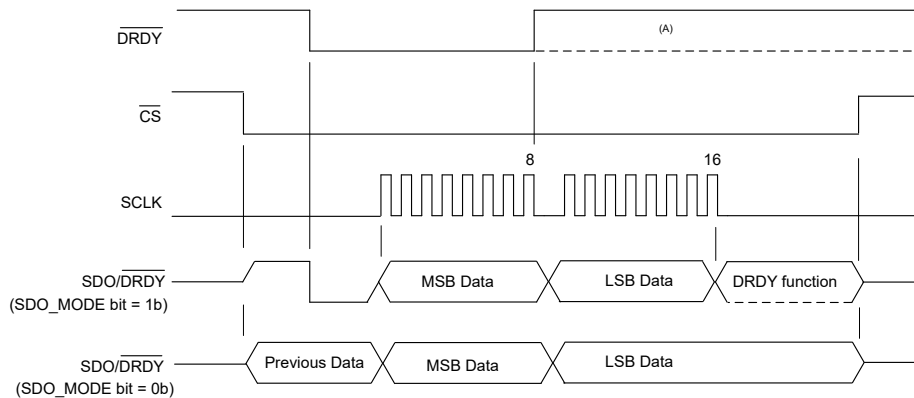 DRDY
(A)
CS
8
16
SCLK
SDO/DRDY
(SDO_MODE bit = 1b)
MSB Data
LSB Data
DRDY function
SDO/DRDY
(SDO_MODE bit = 0b)
Previous Data
MSB Data
LSB Data